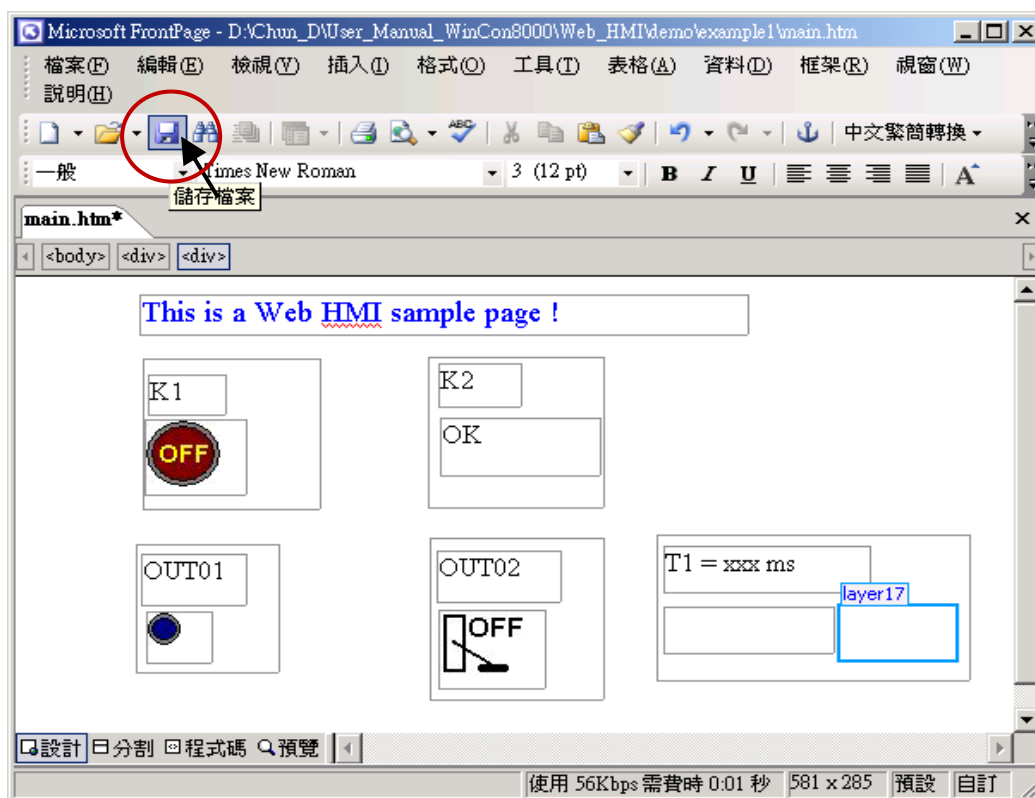 Microsoft FrontPage - D:\Chun_D\User_Manual_WinCon8000\Web_HMI\demo\example1\main.htm
檔案(F) 編輯(E) 檢視(V) 插入(I) 格式(O) 工具(T) 表格(A) 資料(D) 框架(R) 視窗(W)
說明(H)
ABC 中文繁簡轉換
一般 Times New Roman 3 (12 pt) B I U A
儲存檔案
main.htm*
<body> <div> <div>
This is a Web HMI sample page !
K1 K2
OFF OK
OUT01 OUT02 T1 = xxx ms
layer17
OFF
設計 分割 程式碼 預覽
使用 56Kbps 需費時 0:01 秒 581 x 285 預設 自訂